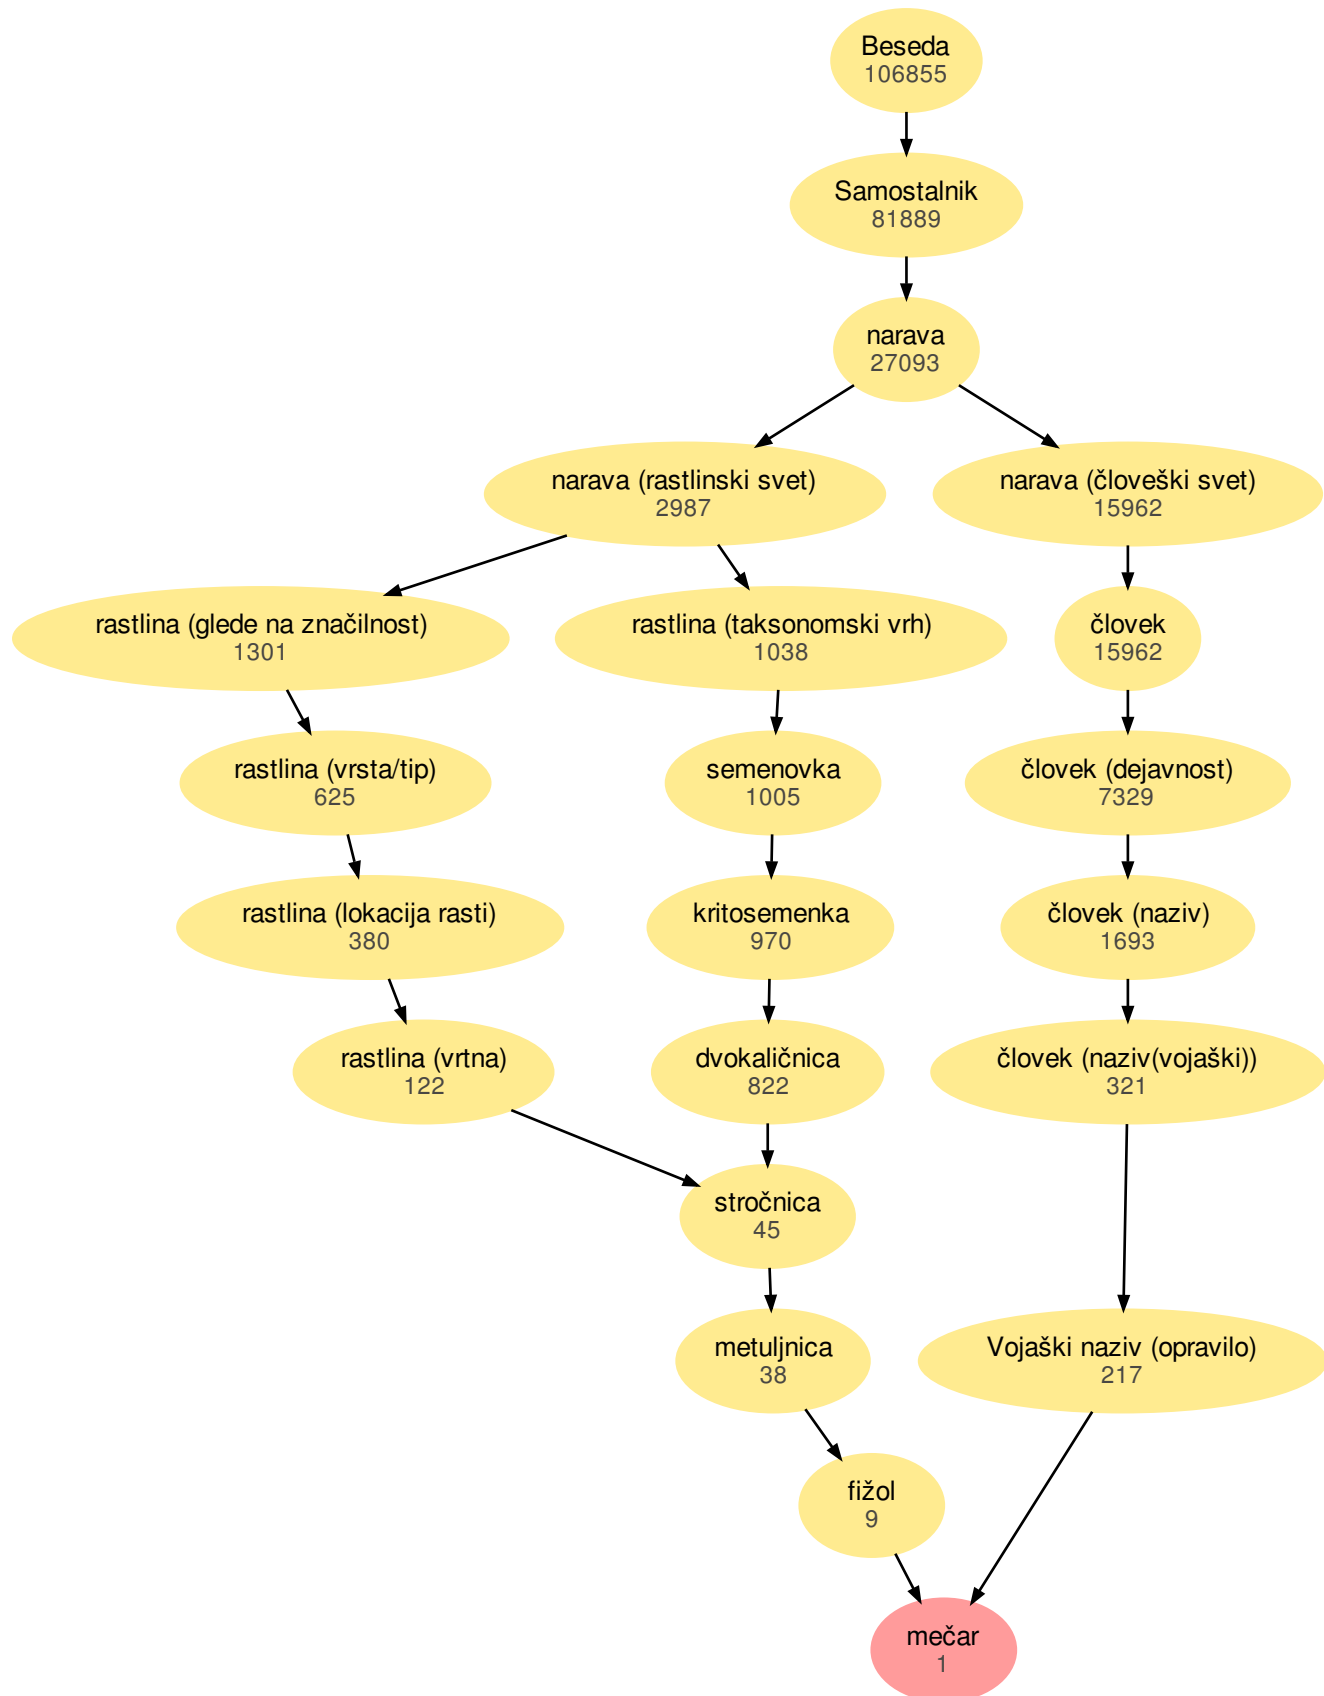 Beseda
106855
Samostalnik
81889
narava
27093
narava (rastlinski svet)
2987
narava (človeški svet)
15962
rastlina (glede na značilnost)
1301
rastlina (taksonomski vrh)
1038
človek
15962
rastlina (vrsta/tip)
625
semenovka
1005
človek (dejavnost)
7329
rastlina (lokacija rasti)
380
kritosemenka
970
človek (naziv)
1693
rastlina (vrtna)
122
dvokaličnica
822
človek (naziv(vojaški))
321
stročnica
45
metuljnica
38
Vojaški naziv (opravilo)
217
fižol
9
mečar
1